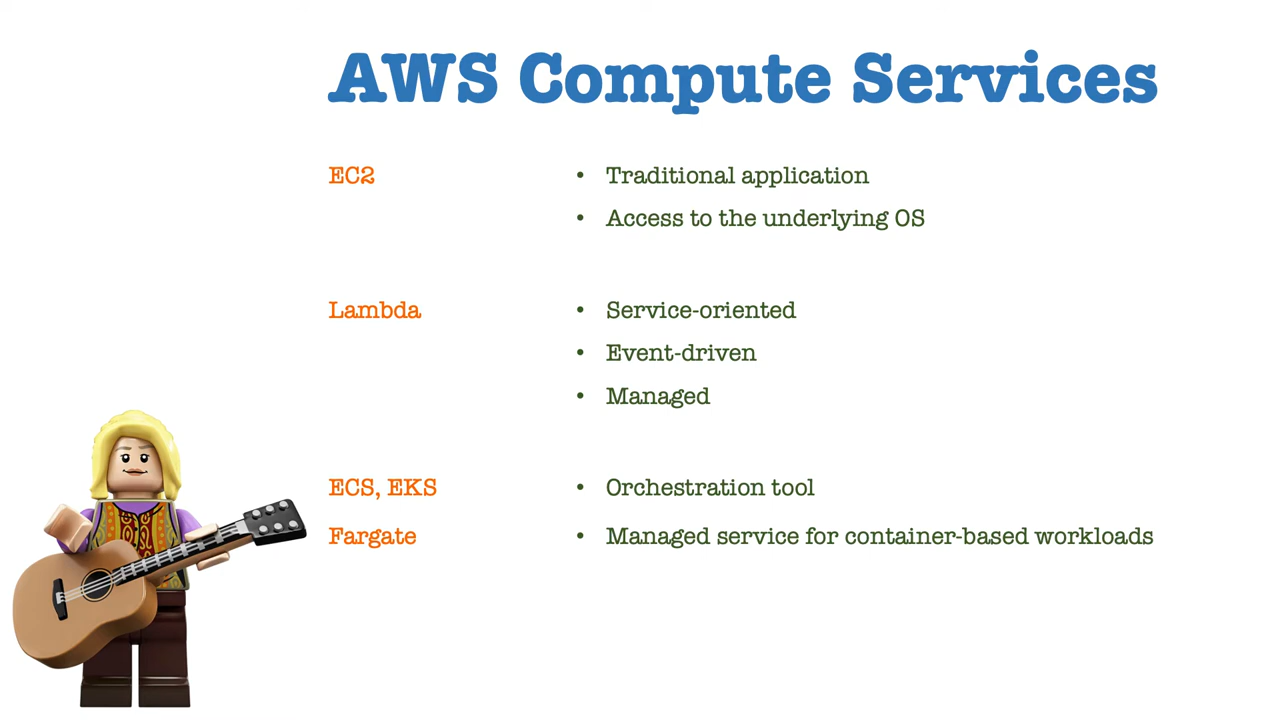 AWS Compute Services
EC2
• Traditional application
• Access to the underlying OS
Lambda
• Service-oriented
• Event-driven
• Managed
ECS, EKS
• Orchestration tool
Fargate
• Managed service for container-based workloads